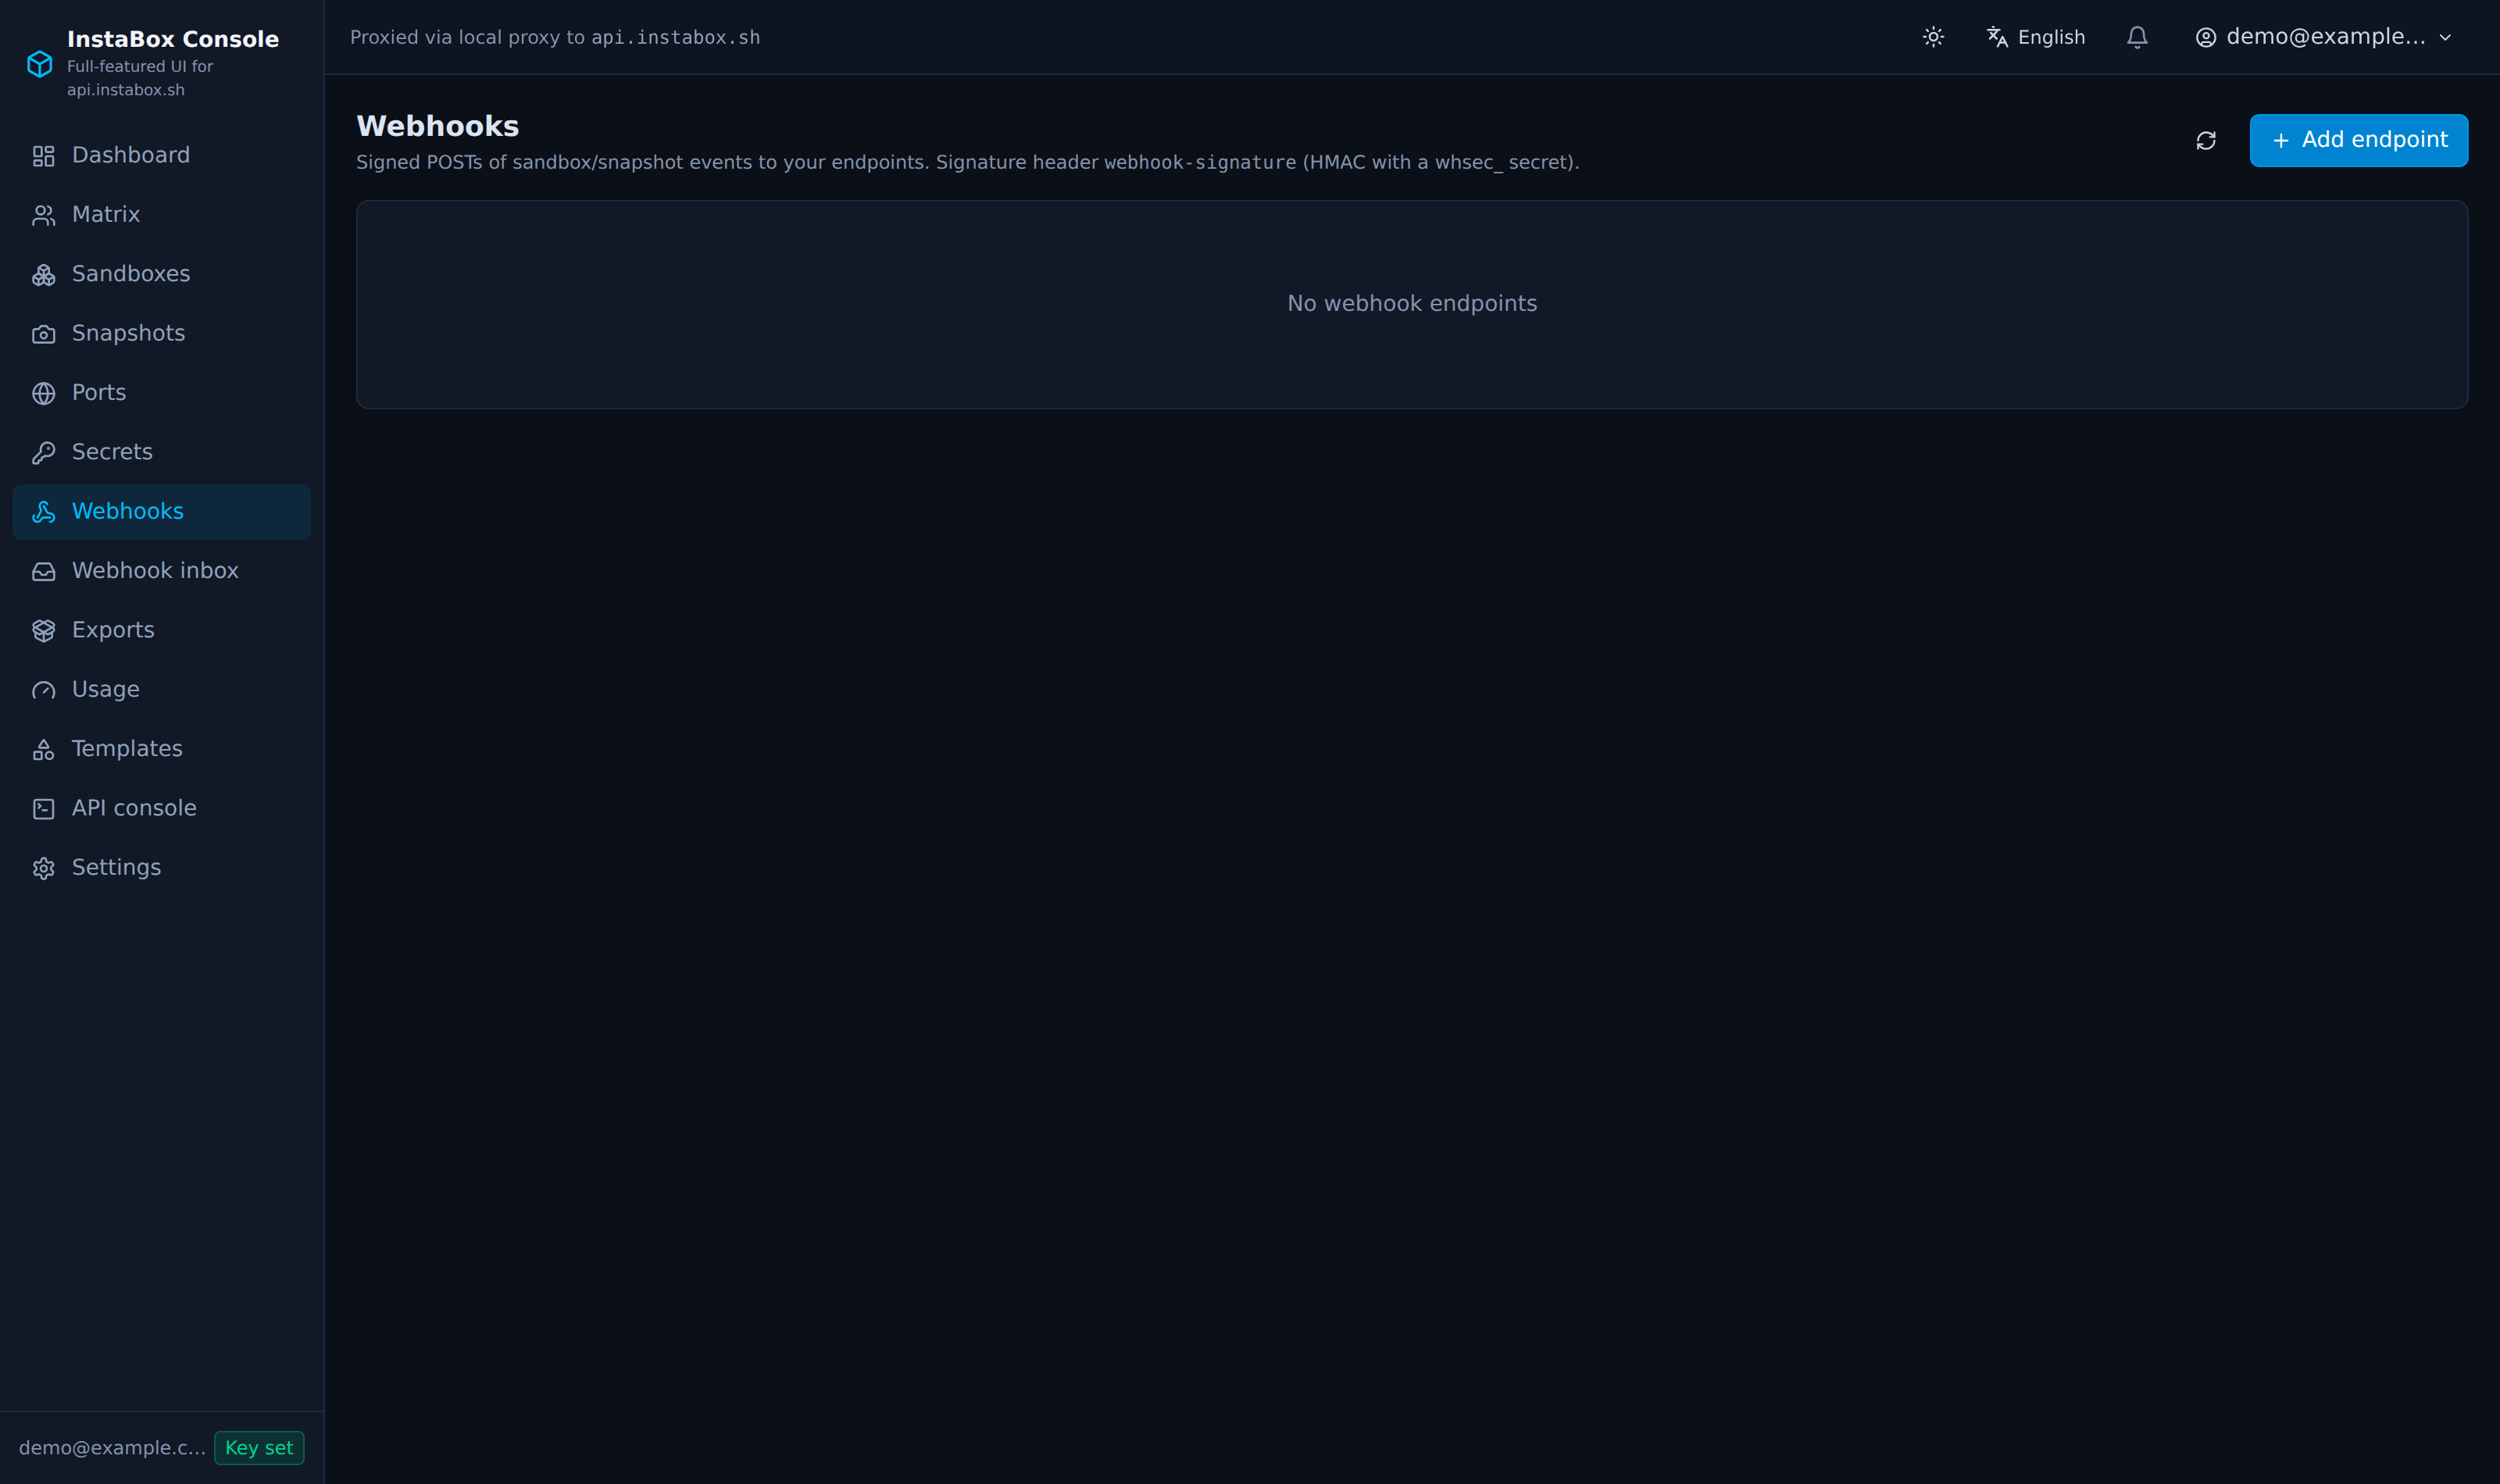 InstaBox Console
Full-featured UI for
api.instabox.sh
Dashboard
Matrix
Sandboxes
Snapshots
Ports
Secrets
Webhooks
Webhook inbox
Exports
Usage
Templates
API console
Settings
demo@example.c... Key set
Proxied via local proxy to api.instabox.sh
English
demo@example...
Webhooks
Signed POSTs of sandbox/snapshot events to your endpoints. Signature header webhook-signature (HMAC with a whsec_ secret).
Add endpoint
No webhook endpoints